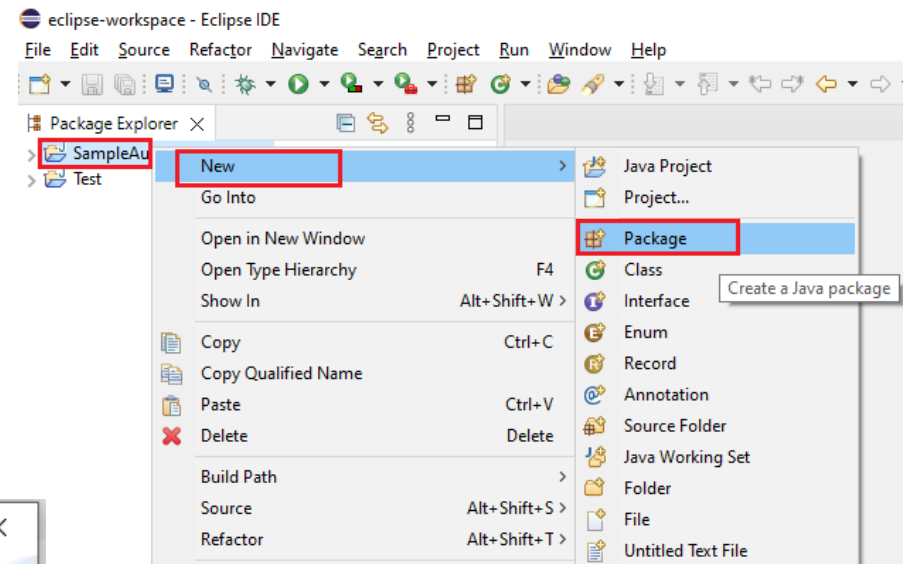 eclipse-workspace - Eclipse IDE
File Edit Source Refactor Navigate Search Project Run Window Help
Package Explorer
SampleAu
Test
New
Go Into
Open in New Window
Open Type Hierarchy F4
Show In Alt+Shift+W >
Copy Ctrl+C
Copy Qualified Name
Paste Ctrl+V
Delete Delete
Build Path
Source Alt+Shift+S >
Refactor Alt+Shift+T >
Java Project
Project...
Package
Class
Create a Java package
Interface
Enum
Record
Annotation
Source Folder
Java Working Set
Folder
File
Untitled Text File